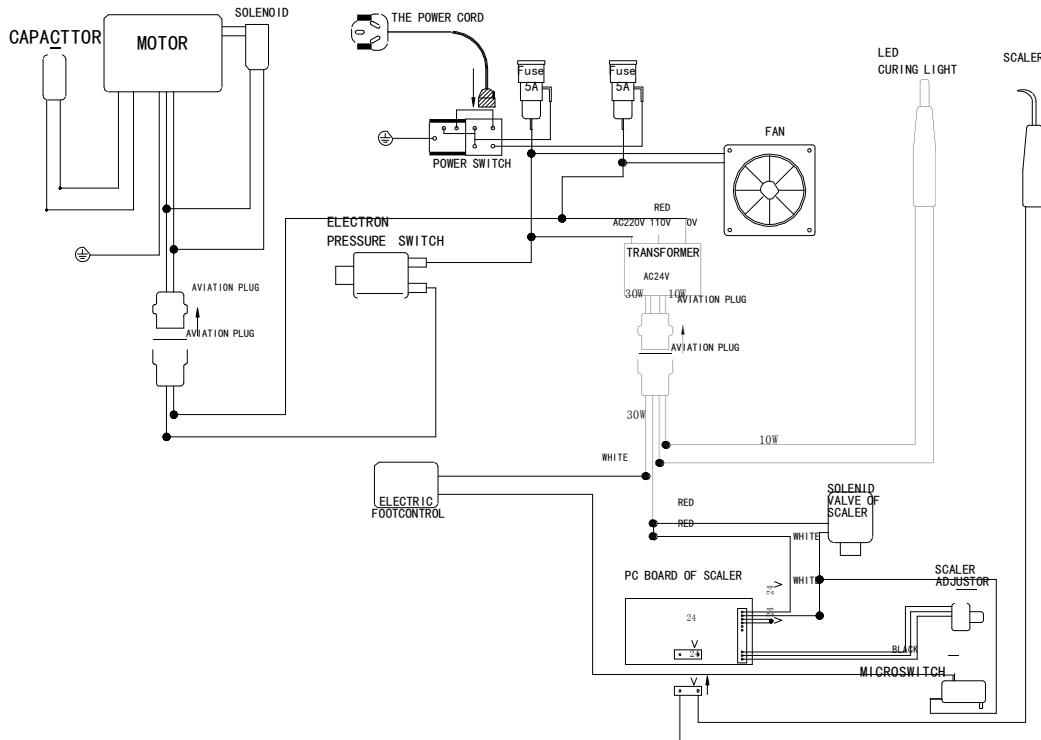 SOLENOID
THE POWER CORD
CAPACTTOR
MOTOR
LED
CURING LIGHT
SCALER
Fuse
5A
Fuse
5A
FAN
POWER SWITCH
RED
AC220V 110V 0V
ELECTRON
PRESSURE SWITCH
TRANSFORMER
AC24V
30W 10W
AVIATION PLUG
AVIATION PLUG
AVIATION PLUG
AVIATION PLUG
30W
10W
WHITE
ELECTRIC
FOOTCONTROL
RED
RED
SOLENID
VALVE OF
SCALER
WHITE
PC BOARD OF SCALER
WHITE
24 V
24 V
24
24 V
V
SCALER
ADJUSTOR
BLACK
MICROSWITCH